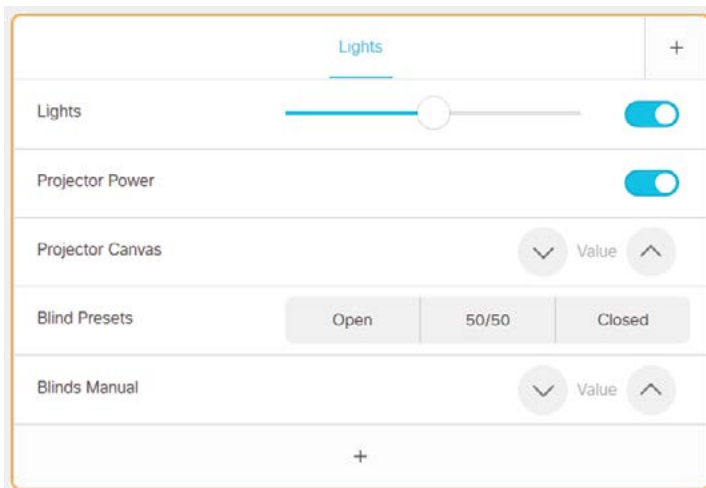 Lights
+
Lights
Projector Power
Projector Canvas Value
Blind Presets Open 50/50 Closed
Blinds Manual Value
+